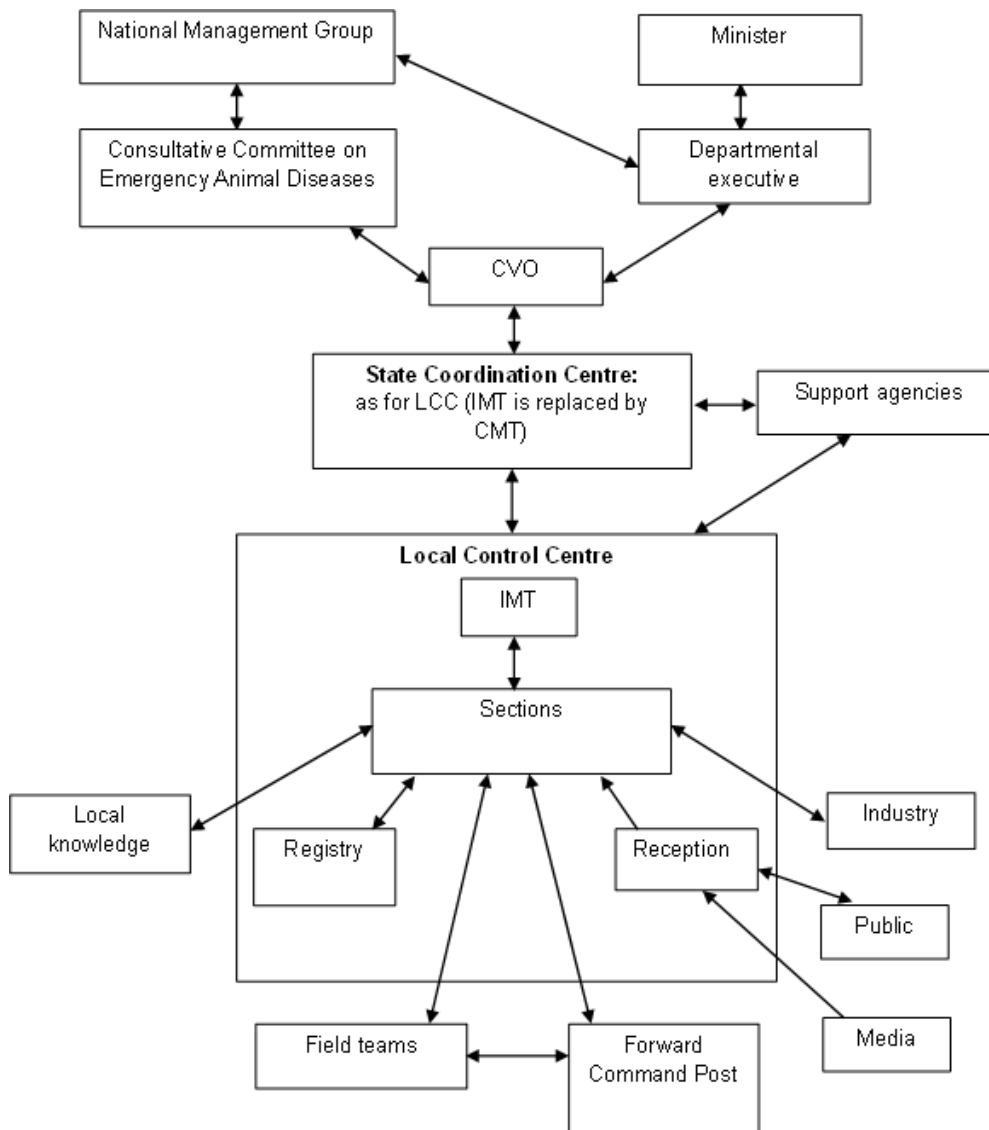 National Management Group
Minister
Consultative Committee on
Emergency Animal Diseases
Departmental
executive
CVO
State Coordination Centre:
as for LCC (IMT is replaced by
CMT)
Support agencies
Local Control Centre
IMT
Sections
Local
knowledge
Registry
Reception
Industry
Public
Field teams
Forward
Command Post
Media